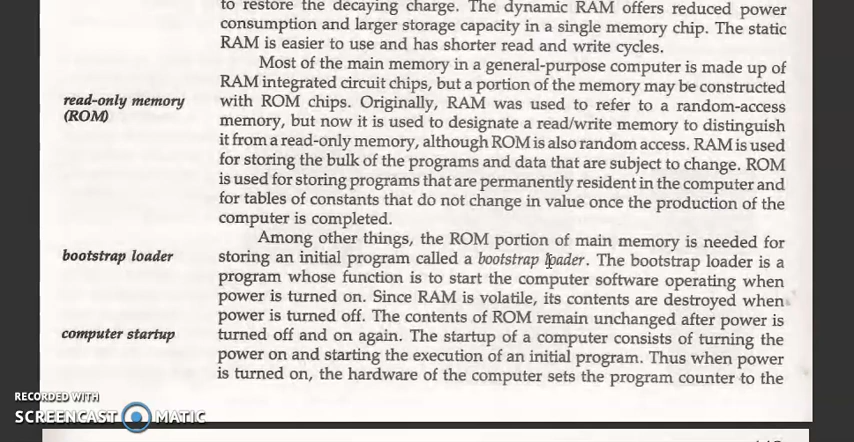 to restore the decaying charge. The dynamic RAM offers reduced power
consumption and larger storage capacity in a single memory chip. The static
RAM is easier to use and has shorter read and write cycles.
Most of the main memory in a general-purpose computer is made up of
RAM integrated circuit chips, but a portion of the memory may be constructed
read-only memory
(ROM)
with ROM chips. Originally, RAM was used to refer to a random-access
memory, but now it is used to designate a read/write memory to distinguish
it from a read-only memory, although ROM is also random access. RAM is used
for storing the bulk of the programs and data that are subject to change. ROM
is used for storing programs that are permanently resident in the computer and
for tables of constants that do not change in value once the production of the
computer is completed.
Among other things, the ROM portion of main memory is needed for
bootstrap loader
storing an initial program called a bootstrap loader. The bootstrap loader is a
program whose function is to start the computer software operating when
power is turned on. Since RAM is volatile, its contents are destroyed when
power is turned off. The contents of ROM remain unchanged after power is
computer startup
turned off and on again. The startup of a computer consists of turning the
power on and starting the execution of an initial program. Thus when power
is turned on, the hardware of the computer sets the program counter to the
RECORDED WITH
SCREENCAST MATIC